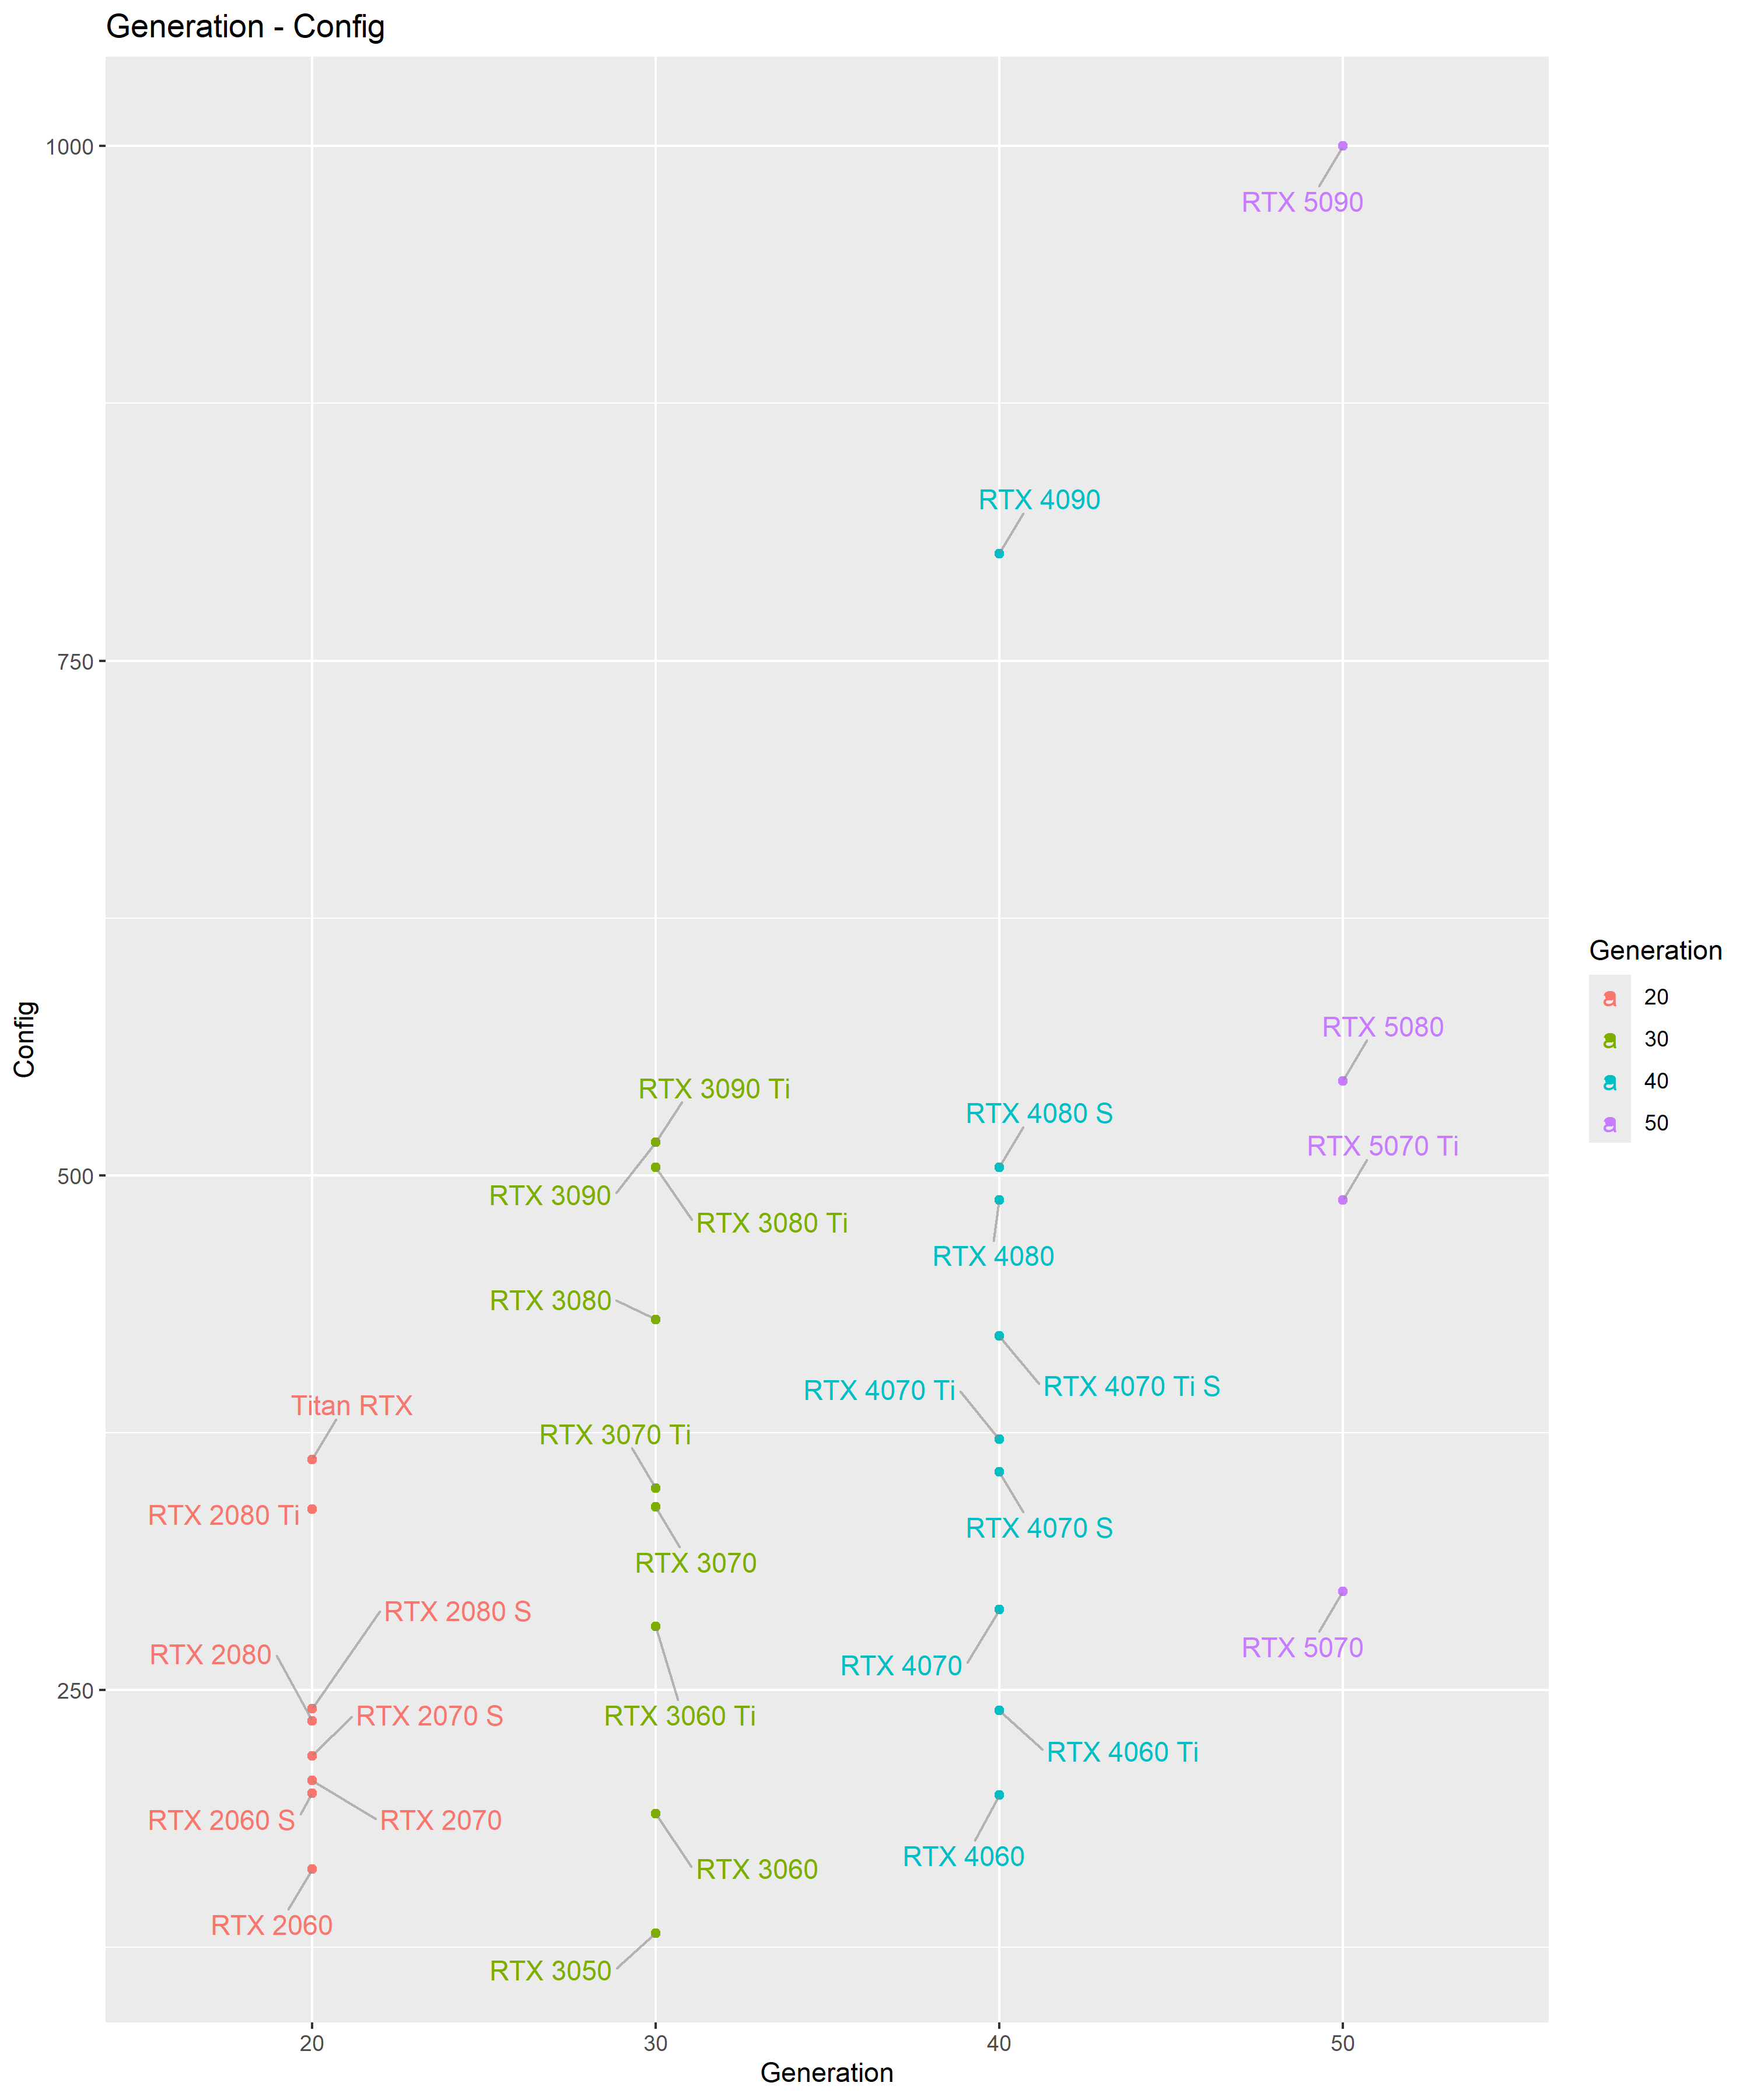 Generation - Config
1000
750
500
250
Config
RTX 5090
RTX 4090
RTX 5080
RTX 3090 Ti
RTX 4080 S
RTX 5070 Ti
RTX 3090
RTX 3080 Ti
RTX 4080
RTX 3080
RTX 4070 Ti
RTX 4070 Ti S
Titan RTX
RTX 3070 Ti
RTX 2080 Ti
RTX 4070 S
RTX 3070
RTX 2080 S
RTX 5070
RTX 2080
RTX 4070
RTX 2070 S
RTX 3060 Ti
RTX 4060 Ti
RTX 2060 S
RTX 2070
RTX 4060
RTX 3060
RTX 2060
RTX 3050
20
30
40
50
Generation
Generation
a 20
a 30
a 40
a 50